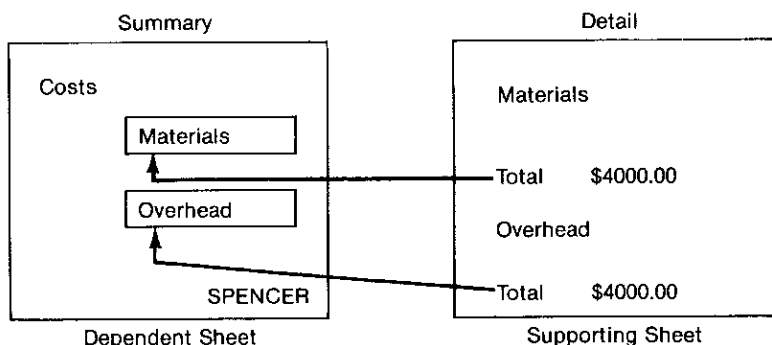 Summary
Costs
Materials
Overhead
SPENCER
Dependent Sheet
Detail
Materials
Total $4000.00
Overhead
Total $4000.00
Supporting Sheet